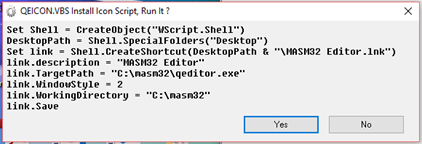 QEICON.VBS Install Icon Script, Run It ?
Set Shell = CreateObject("WScript.Shell")
DesktopPath = Shell.SpecialFolders("Desktop")
Set link = Shell.CreateShortcut(DesktopPath & "\MASM32 Editor.lnk")
link.description = "MASM32 Editor"
link.TargetPath = "C:\masm32\qeditor.exe"
link.WindowStyle = 2
link.WorkingDirectory = "C:\masm32"
link.Save
Yes No